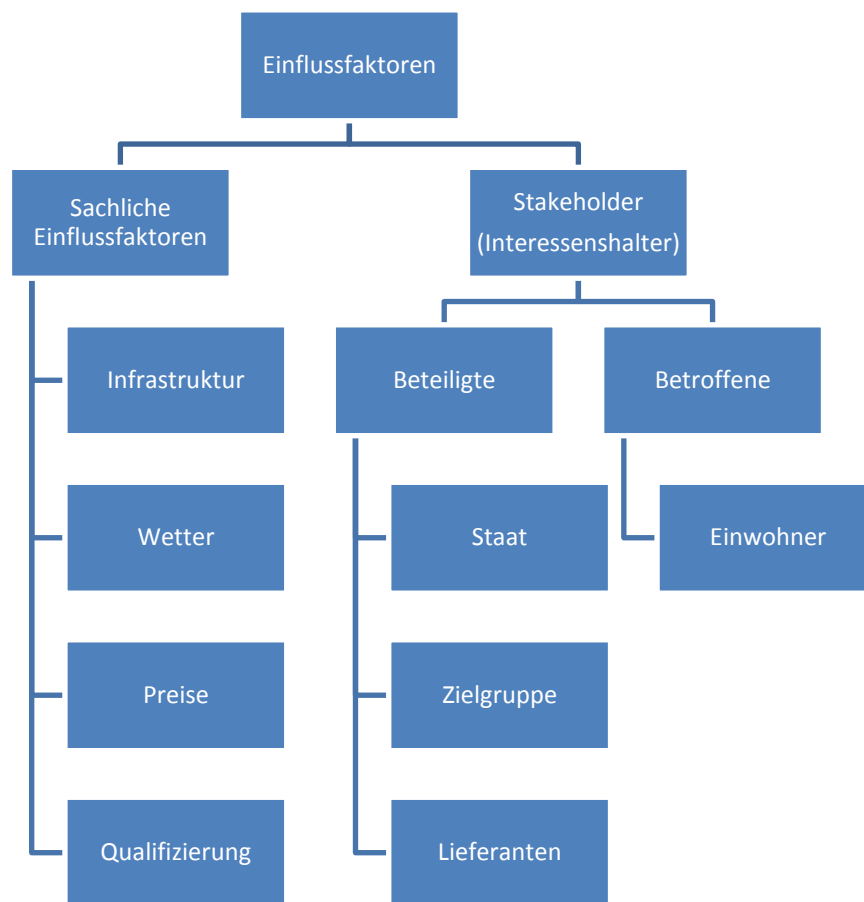 Einflussfaktoren
Sachliche
Einflussfaktoren
Stakeholder
(Interessenshalter)
Infrastruktur
Beteiligte
Betroffene
Wetter
Staat
Einwohner
Preise
Zielgruppe
Qualifizierung
Lieferanten